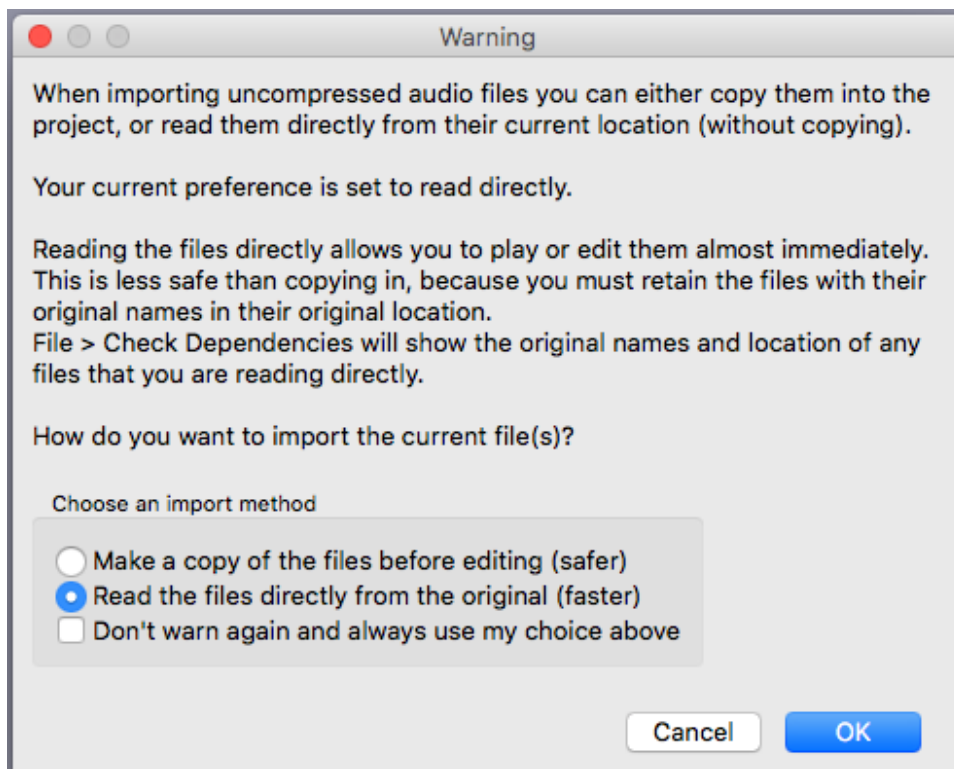 Warning
When importing uncompressed audio files you can either copy them into the
project, or read them directly from their current location (without copying).
Your current preference is set to read directly.
Reading the files directly allows you to play or edit them almost immediately.
This is less safe than copying in, because you must retain the files with their
original names in their original location.
File > Check Dependencies will show the original names and location of any
files that you are reading directly.
How do you want to import the current file(s)?
Choose an import method
Make a copy of the files before editing (safer)
Read the files directly from the original (faster)
Don't warn again and always use my choice above
Cancel OK